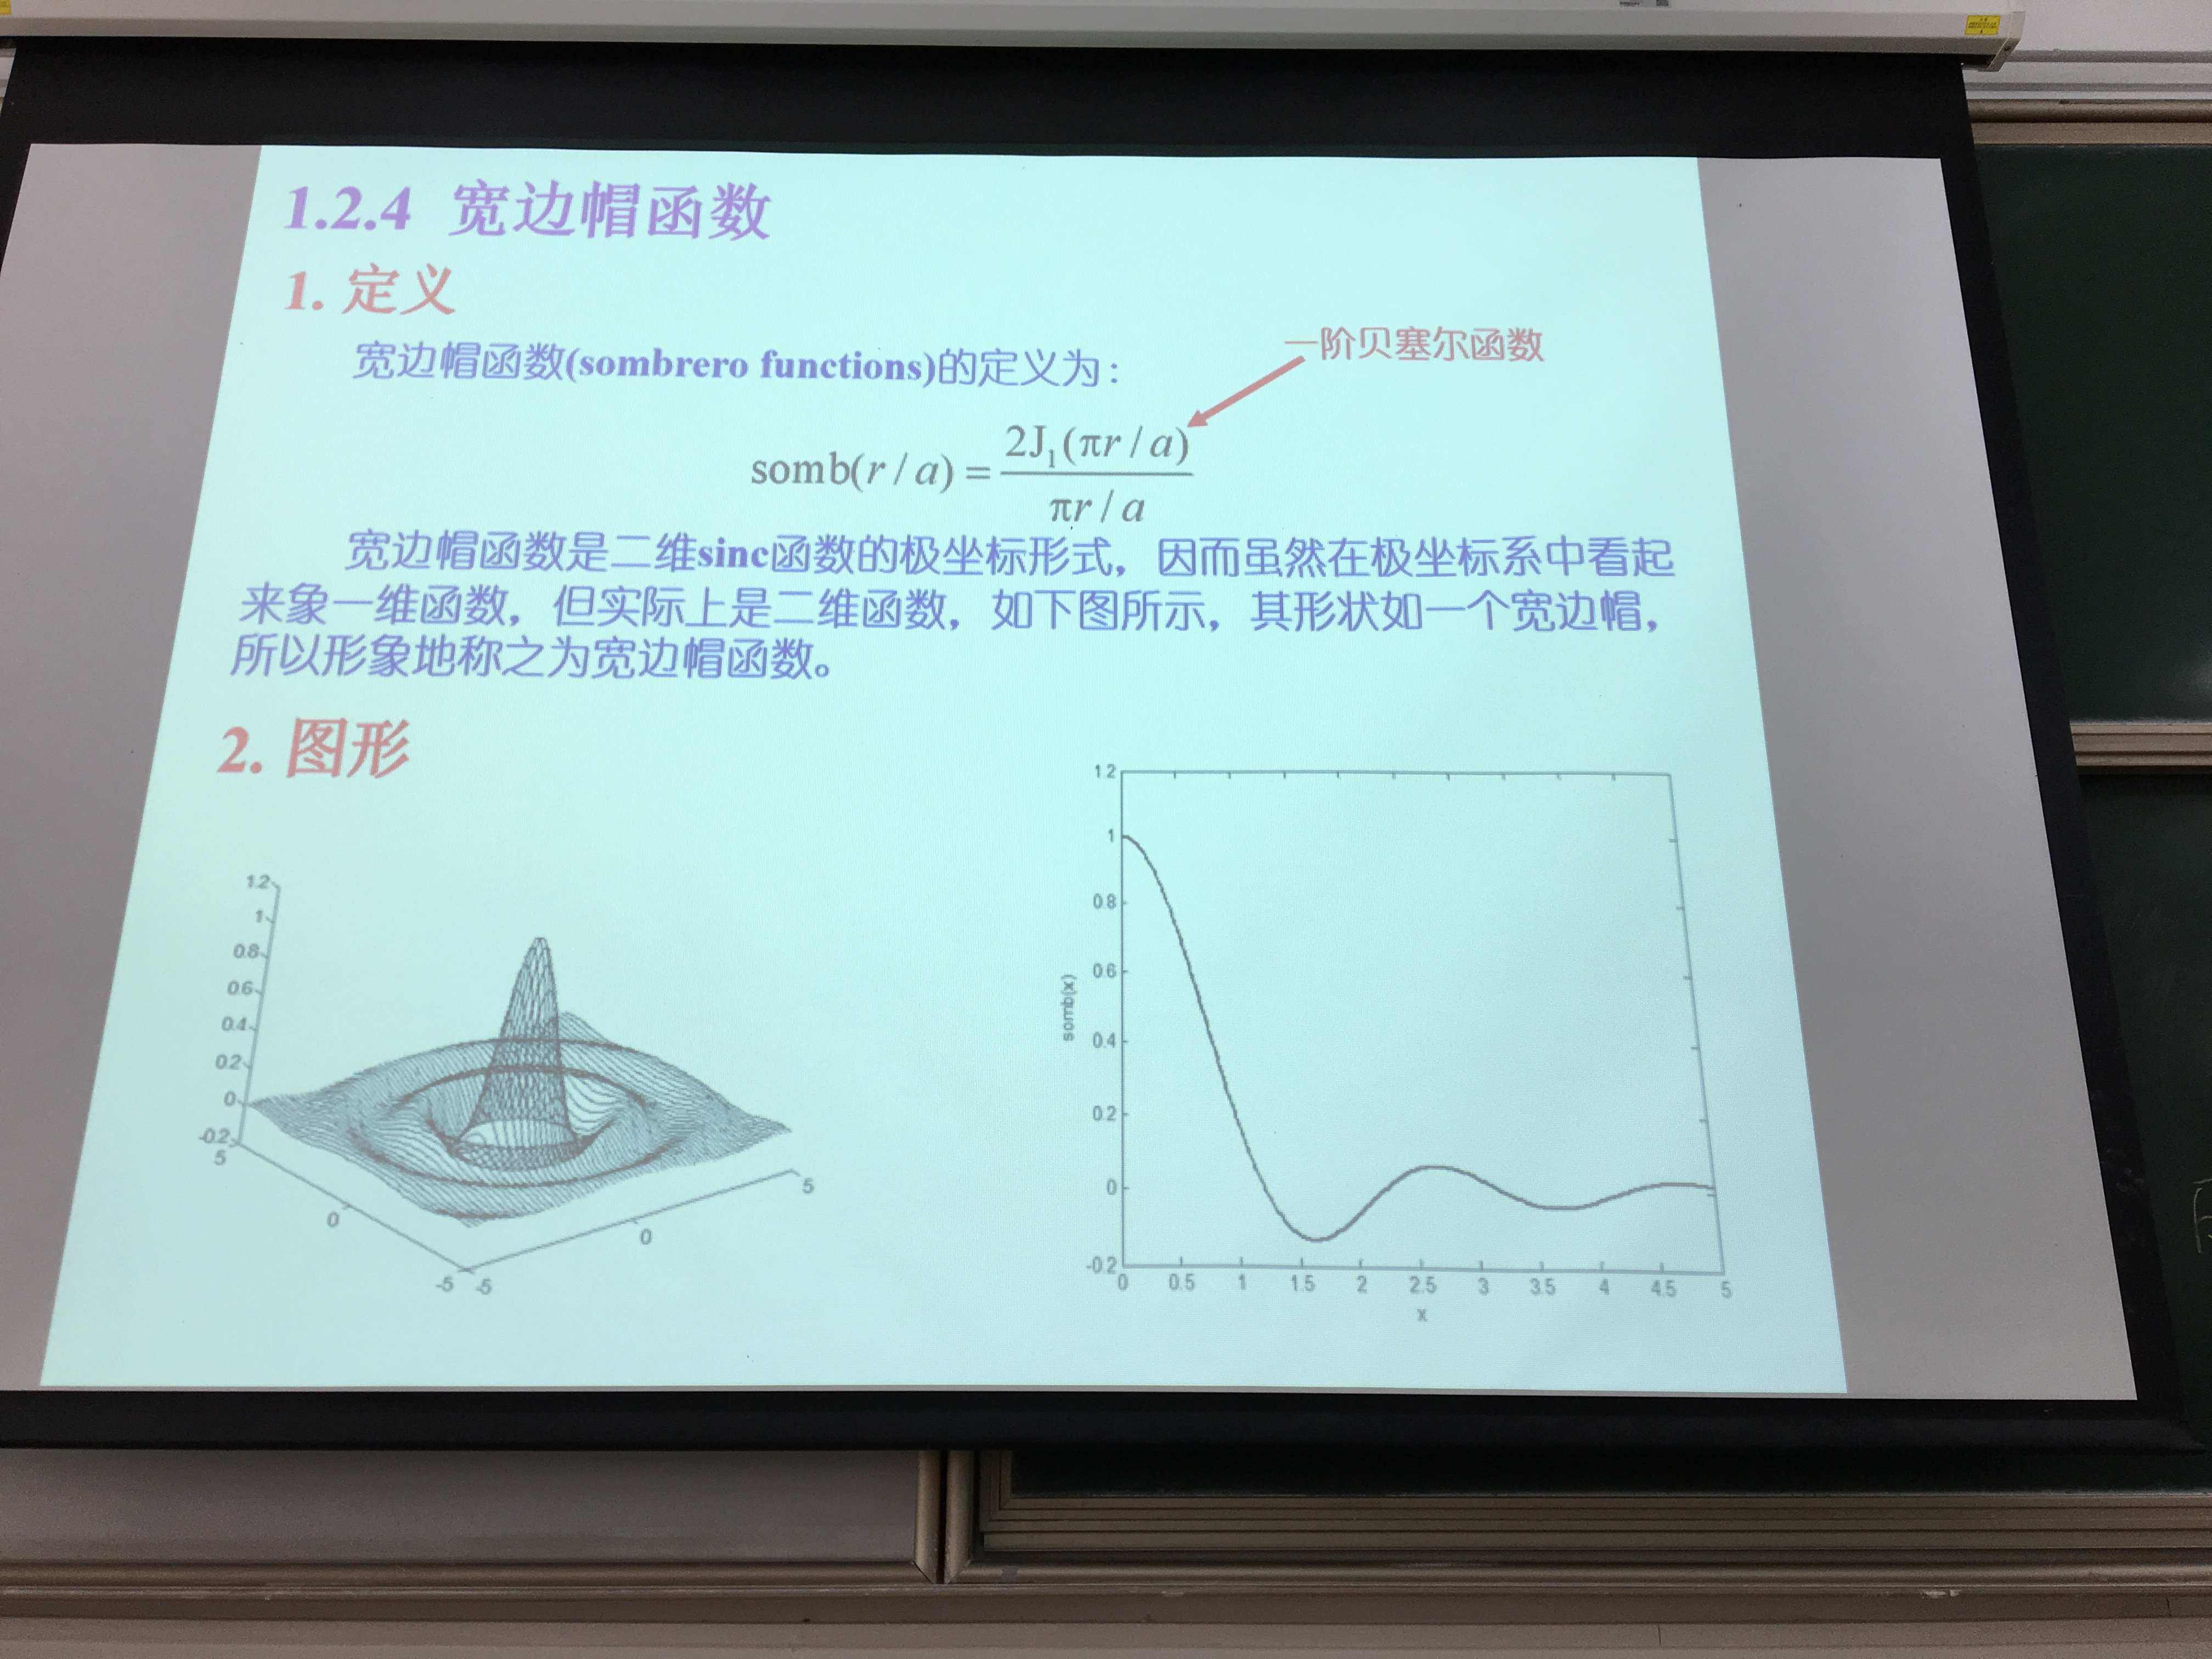 1.2.4 宽边帽函数
1. 定义
宽边帽函数(sombrero functions)的定义为：
一阶贝塞尔函数
somb(r / a) = 2J₁(πr / a) / πr / a
宽边帽函数是二维sinc函数的极坐标形式，因而虽然在极坐标系中看起
来象一维函数，但实际上是二维函数，如下图所示，其形状如一个宽边帽，
所以形象地称之为宽边帽函数。
2. 图形
1.2
1
0.8
0.6
0.4
0.2
0
-0.2
5
0
-5
-5
0
5
1.2
1
0.8
0.6
0.4
0.2
0
-0.2
somb(x)
0 0.5 1 1.5 2 2.5 3 3.5 4 4.5 5
x